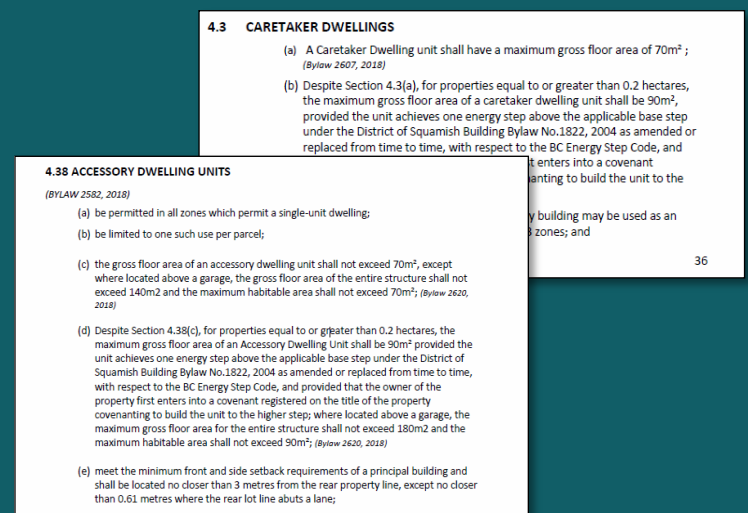 4.3 CARETAKER DWELLINGS
(a) A Caretaker Dwelling unit shall have a maximum gross floor area of 70m² ;
(Bylaw 2607, 2018)
(b) Despite Section 4.3(a), for properties equal to or greater than 0.2 hectares,
the maximum gross floor area of a caretaker dwelling unit shall be 90m²,
provided the unit achieves one energy step above the applicable base step
under the District of Squamish Building Bylaw No.1822, 2004 as amended or
replaced from time to time, with respect to the BC Energy Step Code, and
enters into a covenant
to build the unit to the
building may be used as an
zones; and
36
4.38 ACCESSORY DWELLING UNITS
(BYLAW 2582, 2018)
(a) be permitted in all zones which permit a single-unit dwelling;
(b) be limited to one such use per parcel;
(c) the gross floor area of an accessory dwelling unit shall not exceed 70m², except
where located above a garage, the gross floor area of the entire structure shall not
exceed 140m2 and the maximum habitable area shall not exceed 70m²; (Bylaw 2620,
2018)
(d) Despite Section 4.38(c), for properties equal to or greater than 0.2 hectares, the
maximum gross floor area of an Accessory Dwelling Unit shall be 90m² provided the
unit achieves one energy step above the applicable base step under the District of
Squamish Building Bylaw No.1822, 2004 as amended or replaced from time to time,
with respect to the BC Energy Step Code, and provided that the owner of the
property first enters into a covenant registered on the title of the property
covenanting to build the unit to the higher step; where located above a garage, the
maximum gross floor area for the entire structure shall not exceed 180m2 and the
maximum habitable area shall not exceed 90m²; (Bylaw 2620, 2018)
(e) meet the minimum front and side setback requirements of a principal building and
shall be located no closer than 3 metres from the rear property line, except no closer
than 0.61 metres where the rear lot line abuts a lane;